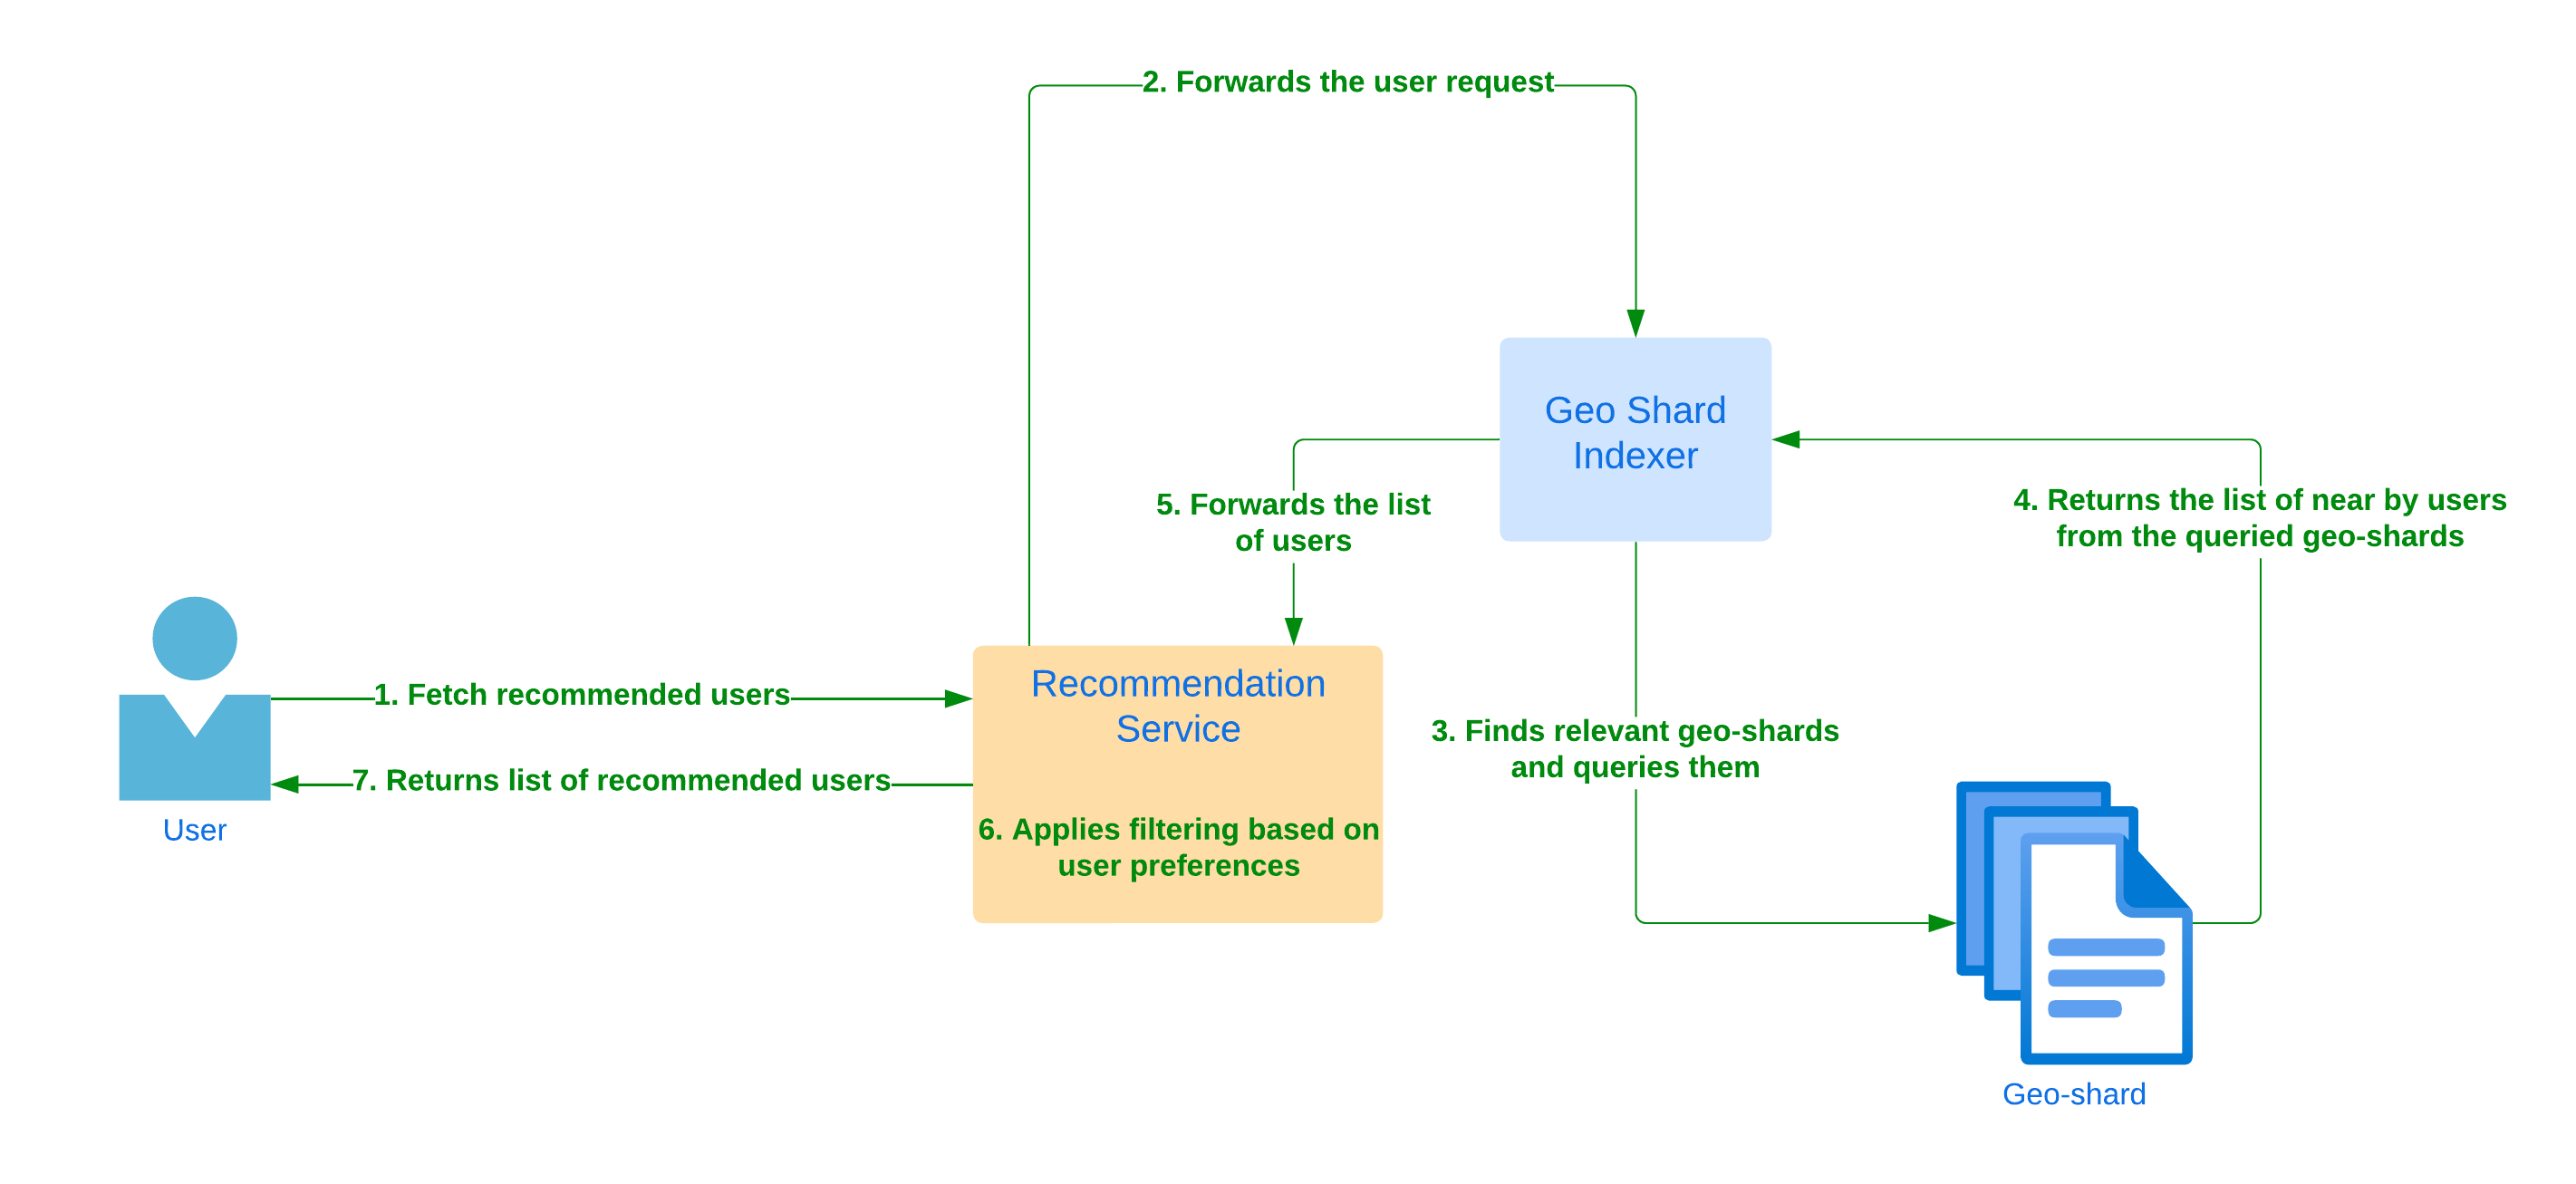 2. Forwards the user request
Geo Shard
Indexer
5. Forwards the list
of users
4. Returns the list of near by users
from the queried geo-shards
1. Fetch recommended users
Recommendation
Service
3. Finds relevant geo-shards
and queries them
7. Returns list of recommended users
User
6. Applies filtering based on
user preferences
Geo-shard